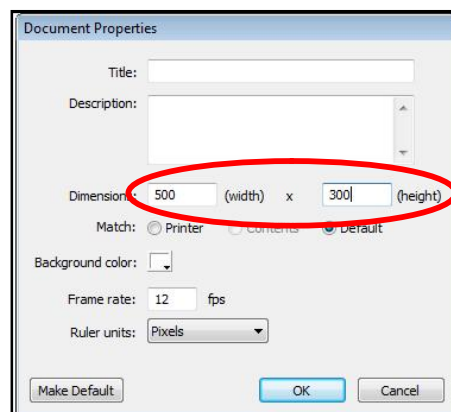 Document Properties
Title:
Description:
Dimensions: 500 (width) x 300 (height)
Match: Printer Contents Default
Background color:
Frame rate: 12 fps
Ruler units: Pixels
Make Default OK Cancel